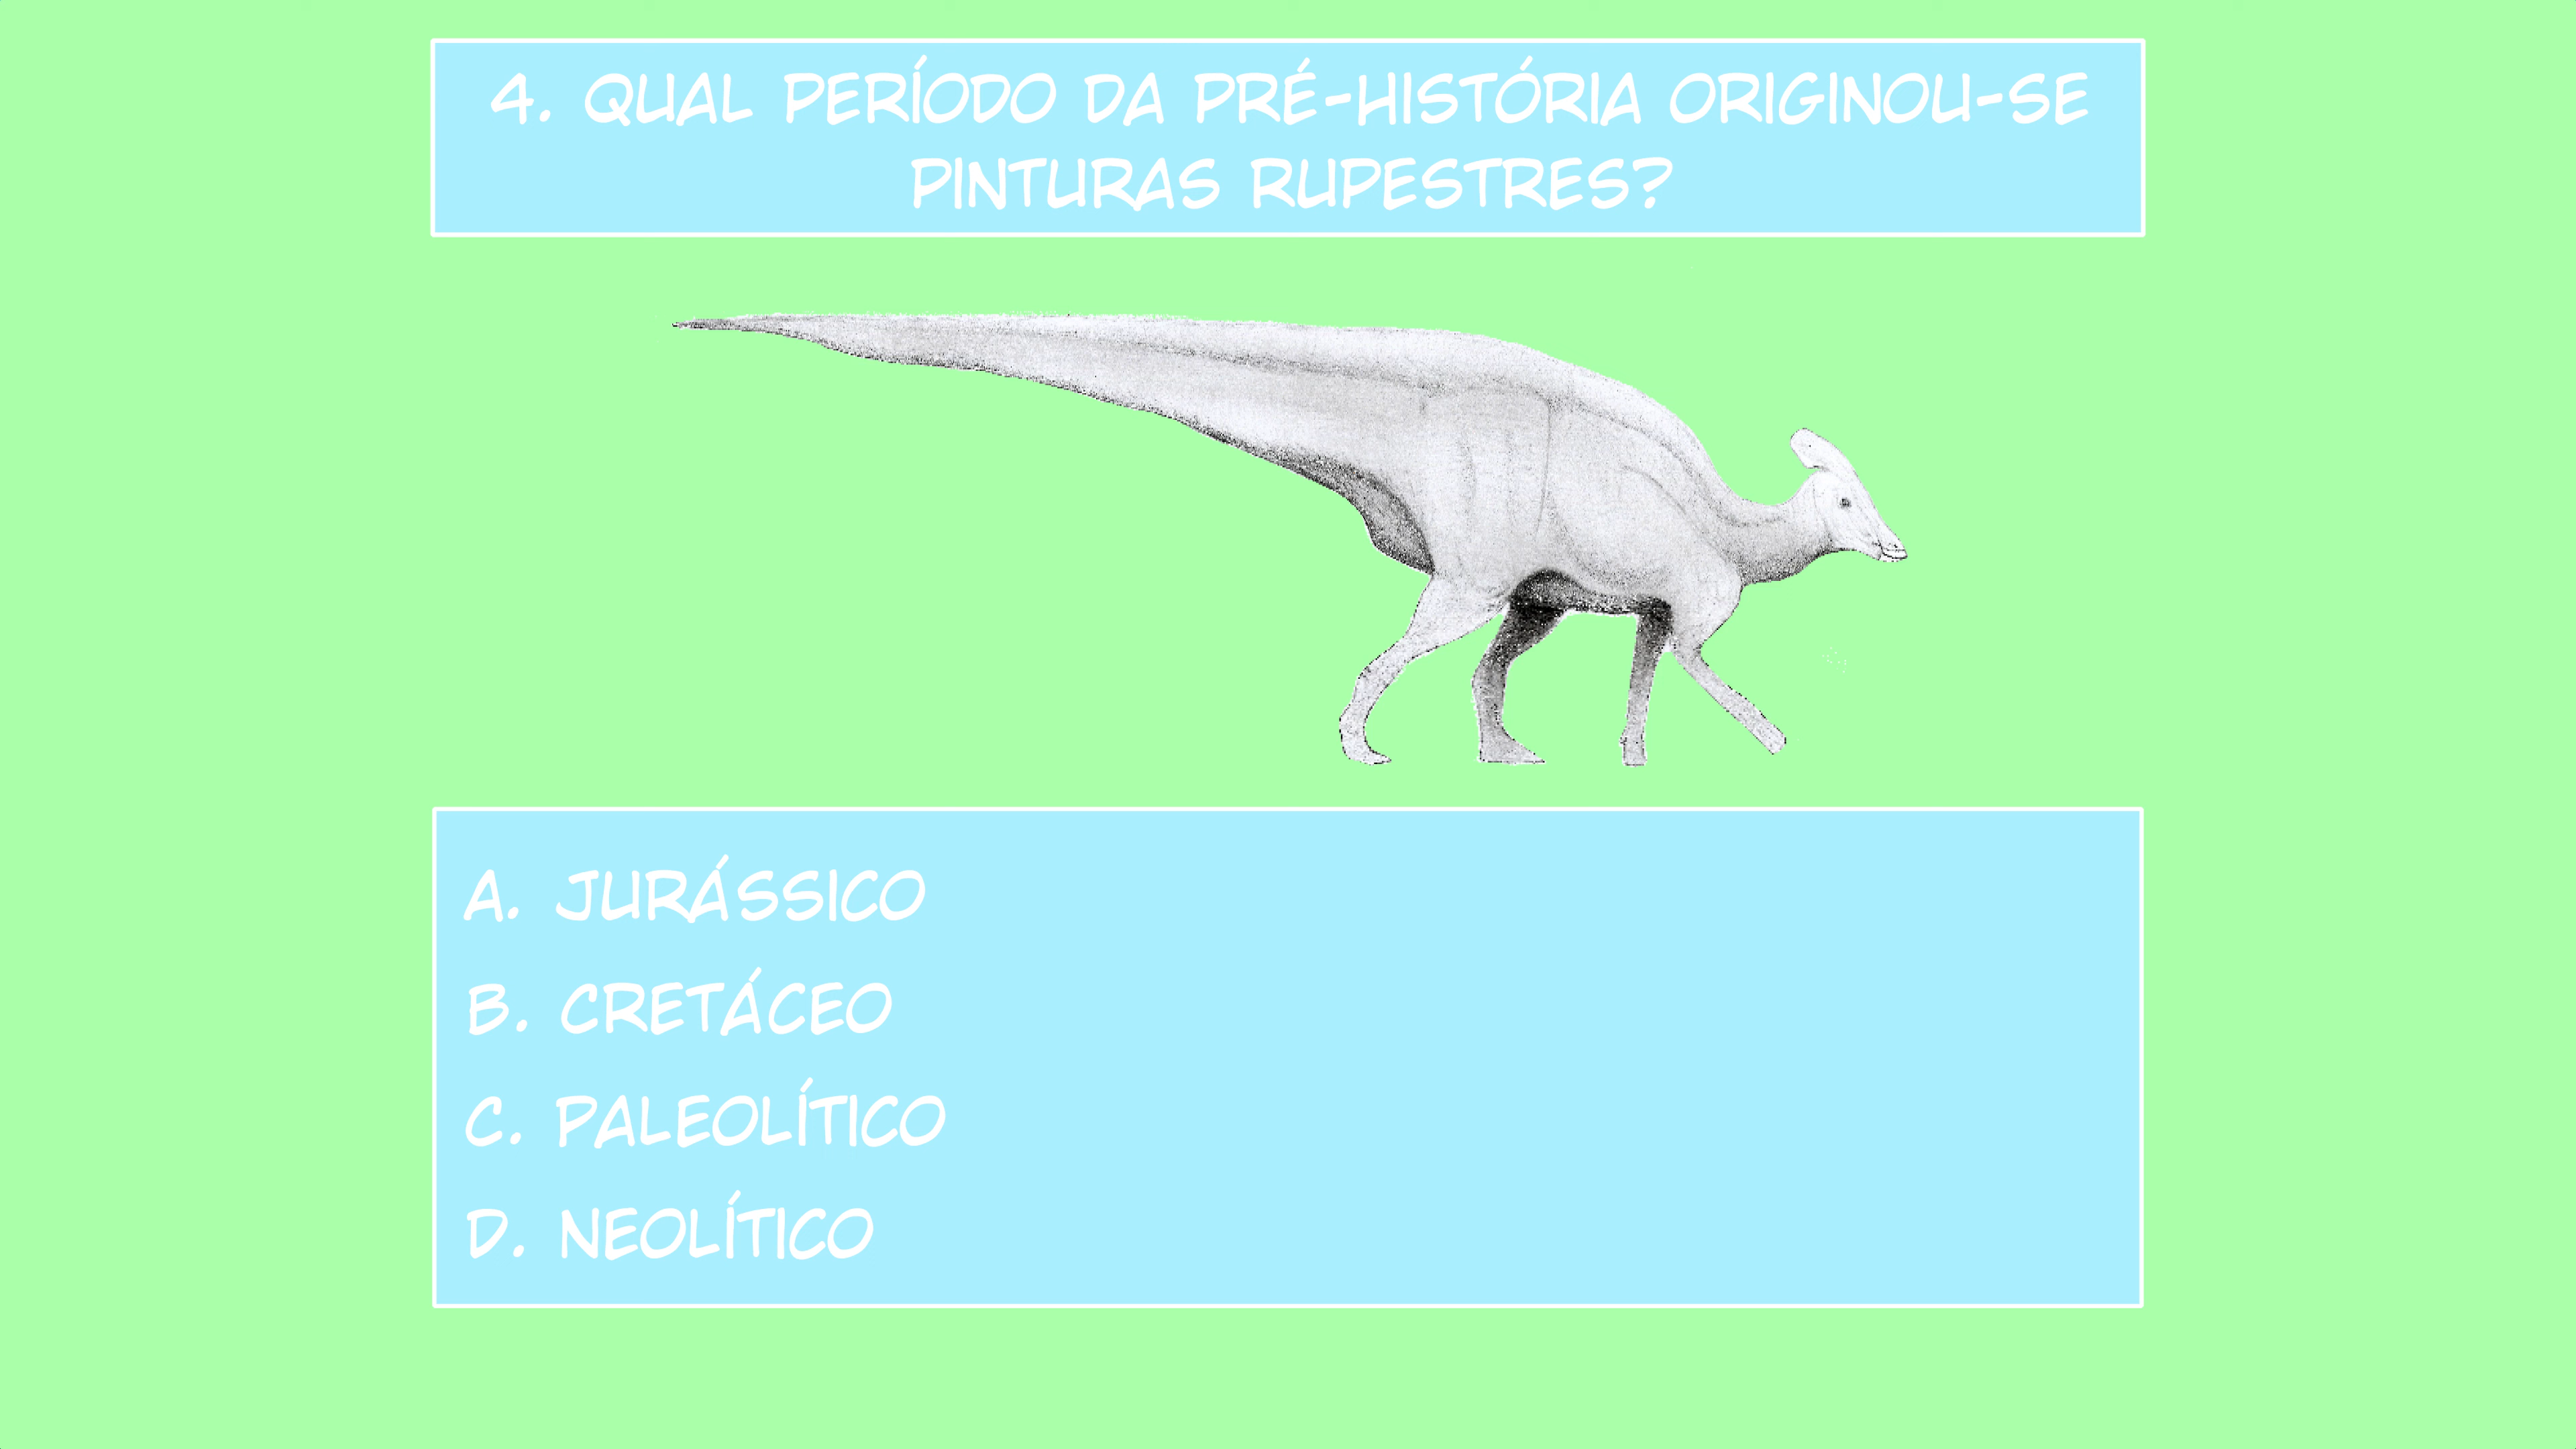 4. QUAL PERÍODO DA PRÉ-HISTÓRIA ORIGINOU-SE
PINTURAS RUPESTRES?
A. JURÁSSICO
B. CRETÁCEO
C. PALEOLÍTICO
D. NEOLÍTICO